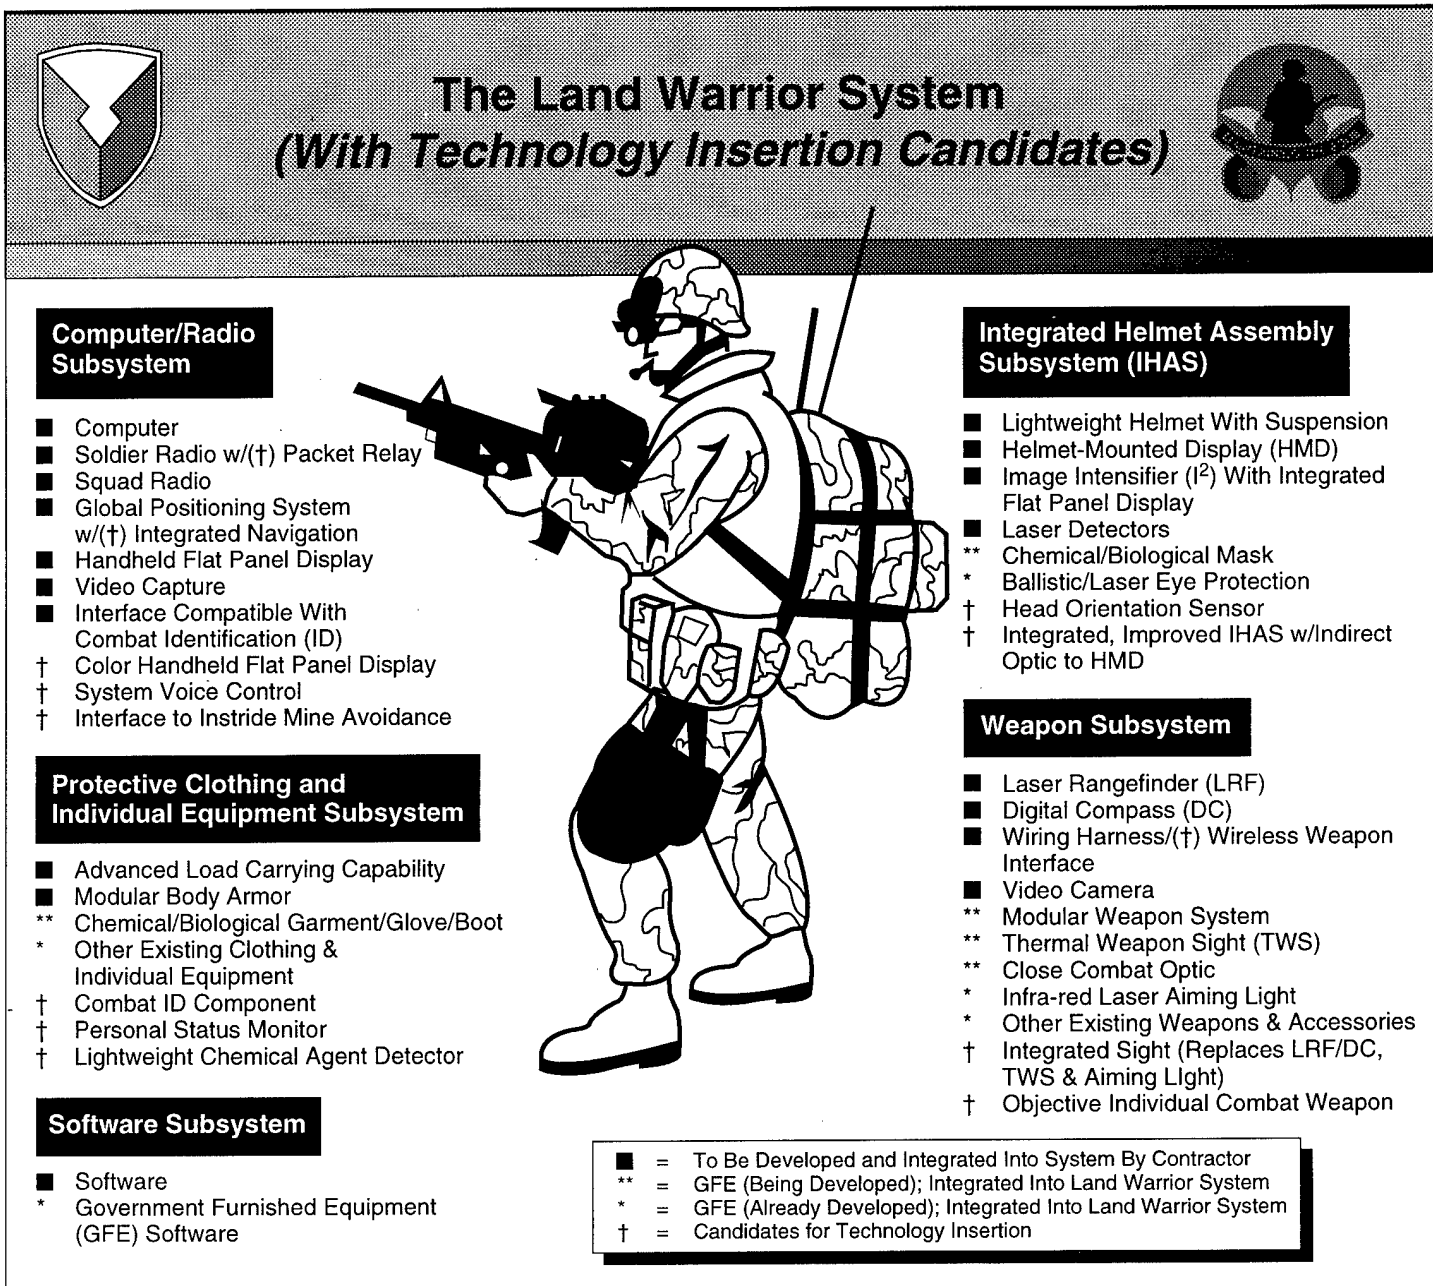 The Land Warrior System
(With Technology Insertion Candidates)
Computer/Radio
Subsystem
■ Computer
■ Soldier Radio w/(†) Packet Relay
■ Squad Radio
■ Global Positioning System
w/(†) Integrated Navigation
■ Handheld Flat Panel Display
■ Video Capture
■ Interface Compatible With
Combat Identification (ID)
† Color Handheld Flat Panel Display
† System Voice Control
† Interface to Instride Mine Avoidance
Protective Clothing and
Individual Equipment Subsystem
■ Advanced Load Carrying Capability
■ Modular Body Armor
** Chemical/Biological Garment/Glove/Boot
* Other Existing Clothing &
Individual Equipment
† Combat ID Component
† Personal Status Monitor
† Lightweight Chemical Agent Detector
Software Subsystem
■ Software
* Government Furnished Equipment
(GFE) Software
Integrated Helmet Assembly
Subsystem (IHAS)
■ Lightweight Helmet With Suspension
■ Helmet-Mounted Display (HMD)
■ Image Intensifier (I²) With Integrated
Flat Panel Display
■ Laser Detectors
** Chemical/Biological Mask
* Ballistic/Laser Eye Protection
† Head Orientation Sensor
† Integrated, Improved IHAS w/Indirect
Optic to HMD
Weapon Subsystem
■ Laser Rangefinder (LRF)
■ Digital Compass (DC)
■ Wiring Harness/(†) Wireless Weapon
Interface
■ Video Camera
** Modular Weapon System
** Thermal Weapon Sight (TWS)
** Close Combat Optic
* Infra-red Laser Aiming Light
* Other Existing Weapons & Accessories
† Integrated Sight (Replaces LRF/DC,
TWS & Aiming LIght)
† Objective Individual Combat Weapon
■ = To Be Developed and Integrated Into System By Contractor
** = GFE (Being Developed); Integrated Into Land Warrior System
* = GFE (Already Developed); Integrated Into Land Warrior System
† = Candidates for Technology Insertion